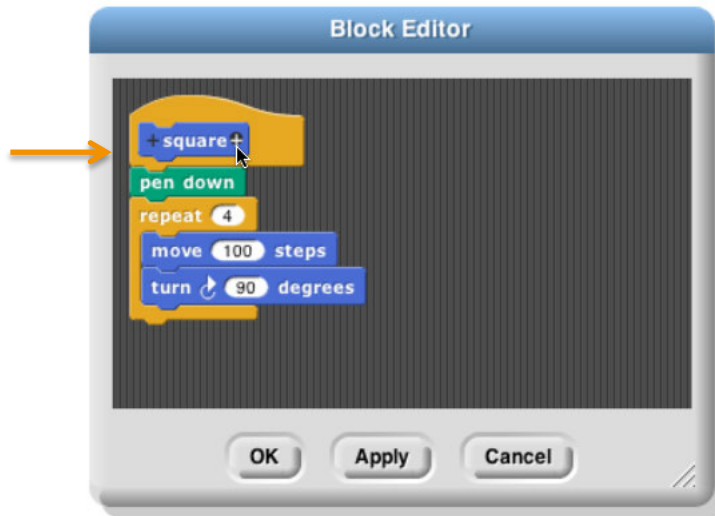 Block Editor
+ square +
pen down
repeat 4
move 100 steps
turn 90 degrees
OK Apply Cancel